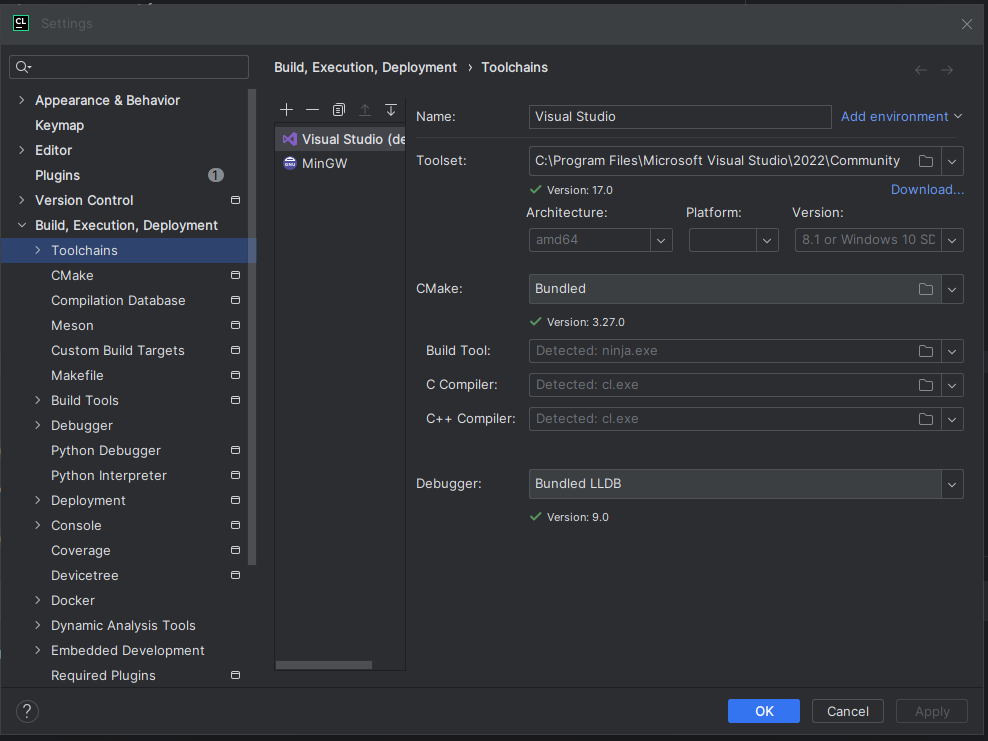 CL Settings
Build, Execution, Deployment › Toolchains
Appearance & Behavior
Keymap
Editor
Plugins 1
Version Control
Build, Execution, Deployment
Toolchains
CMake
Compilation Database
Meson
Custom Build Targets
Makefile
Build Tools
Debugger
Python Debugger
Python Interpreter
Deployment
Console
Coverage
Devicetree
Docker
Dynamic Analysis Tools
Embedded Development
Required Plugins
Visual Studio (de
MinGW
Name: Visual Studio Add environment
Toolset: C:\Program Files\Microsoft Visual Studio\2022\Community
Version: 17.0 Download...
Architecture: Platform: Version:
amd64 8.1 or Windows 10 SD
CMake: Bundled
Version: 3.27.0
Build Tool: Detected: ninja.exe
C Compiler: Detected: cl.exe
C++ Compiler: Detected: cl.exe
Debugger: Bundled LLDB
Version: 9.0
? OK Cancel Apply